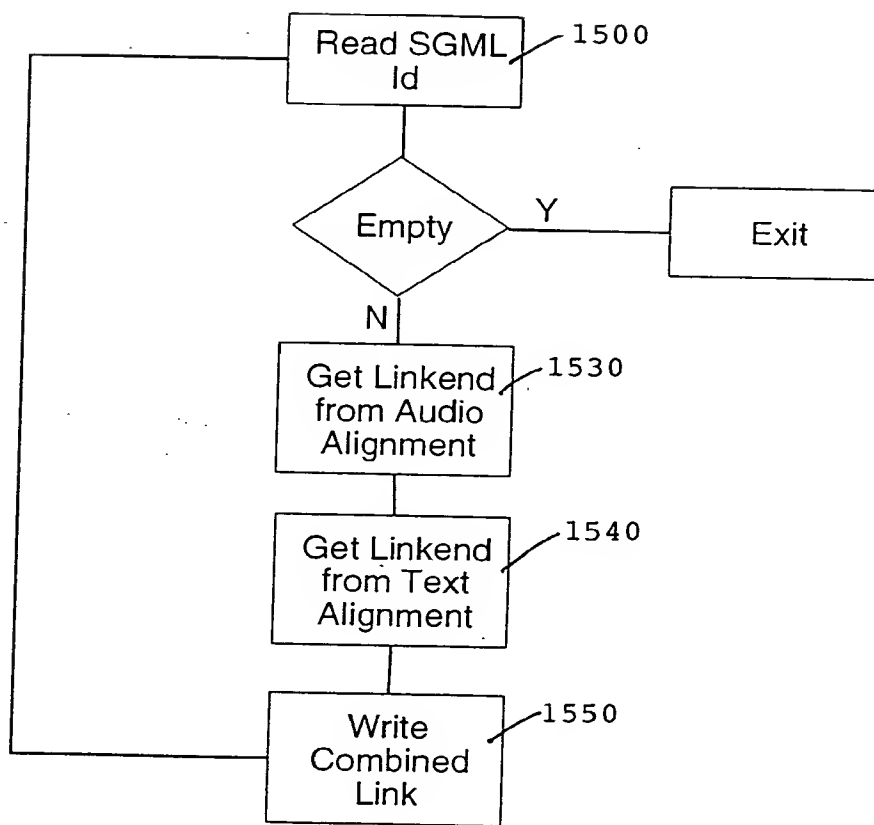 Read SGML
Id
1500
Empty
Y
Exit
N
Get Linkend
from Audio
Alignment
1530
Get Linkend
from Text
Alignment
1540
Write
Combined
Link
1550